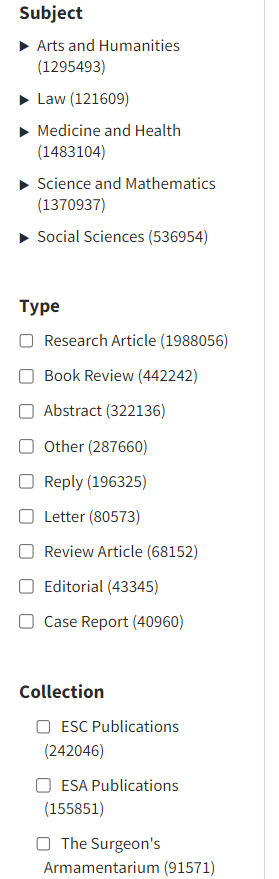 Subject
Arts and Humanities
(1295493)
Law (121609)
Medicine and Health
(1483104)
Science and Mathematics
(1370937)
Social Sciences (536954)
Type
Research Article (1988056)
Book Review (442242)
Abstract (322136)
Other (287660)
Reply (196325)
Letter (80573)
Review Article (68152)
Editorial (43345)
Case Report (40960)
Collection
ESC Publications
(242046)
ESA Publications
(155851)
The Surgeon's
Armamentarium (91571)